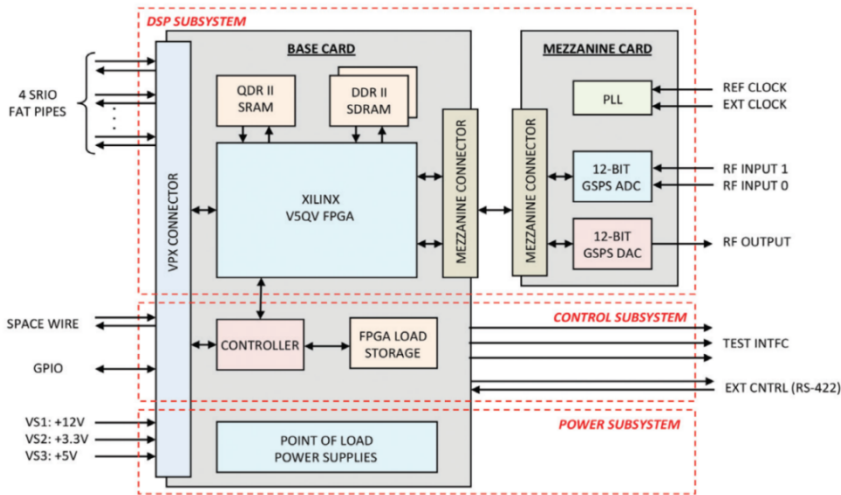 DSP SUBSYSTEM
BASE CARD
MEZZANINE CARD
4 SRIO
FAT PIPES
QDR II
SRAM
DDR II
SDRAM
PLL
REF CLOCK
EXT CLOCK
VPX CONNECTOR
XILINX
V5QV FPGA
MEZZANINE CONNECTOR
MEZZANINE CONNECTOR
12-BIT
GSPS ADC
RF INPUT 1
RF INPUT 0
12-BIT
GSPS DAC
RF OUTPUT
CONTROL SUBSYSTEM
SPACE WIRE
GPIO
CONTROLLER
FPGA LOAD
STORAGE
TEST INTFC
EXT CNTRL (RS-422)
POWER SUBSYSTEM
VS1: +12V
VS2: +3.3V
VS3: +5V
POINT OF LOAD
POWER SUPPLIES